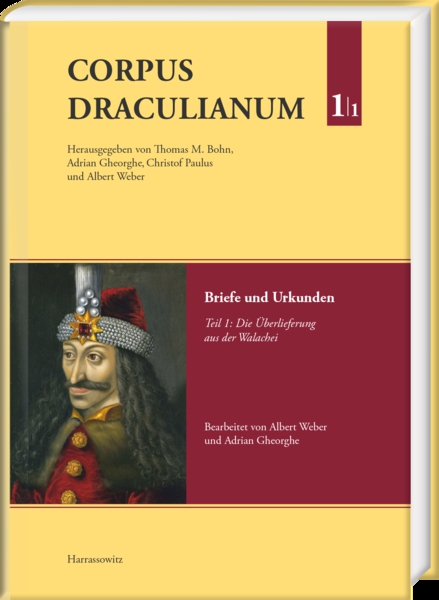 CORPUS
DRACULIANUM
1|1
Herausgegeben von Thomas M. Bohn,
Adrian Gheorghe, Christof Paulus
und Albert Weber
Briefe und Urkunden
Teil 1: Die Überlieferung
aus der Walachei
Bearbeitet von Albert Weber
und Adrian Gheorghe
Harrassowitz